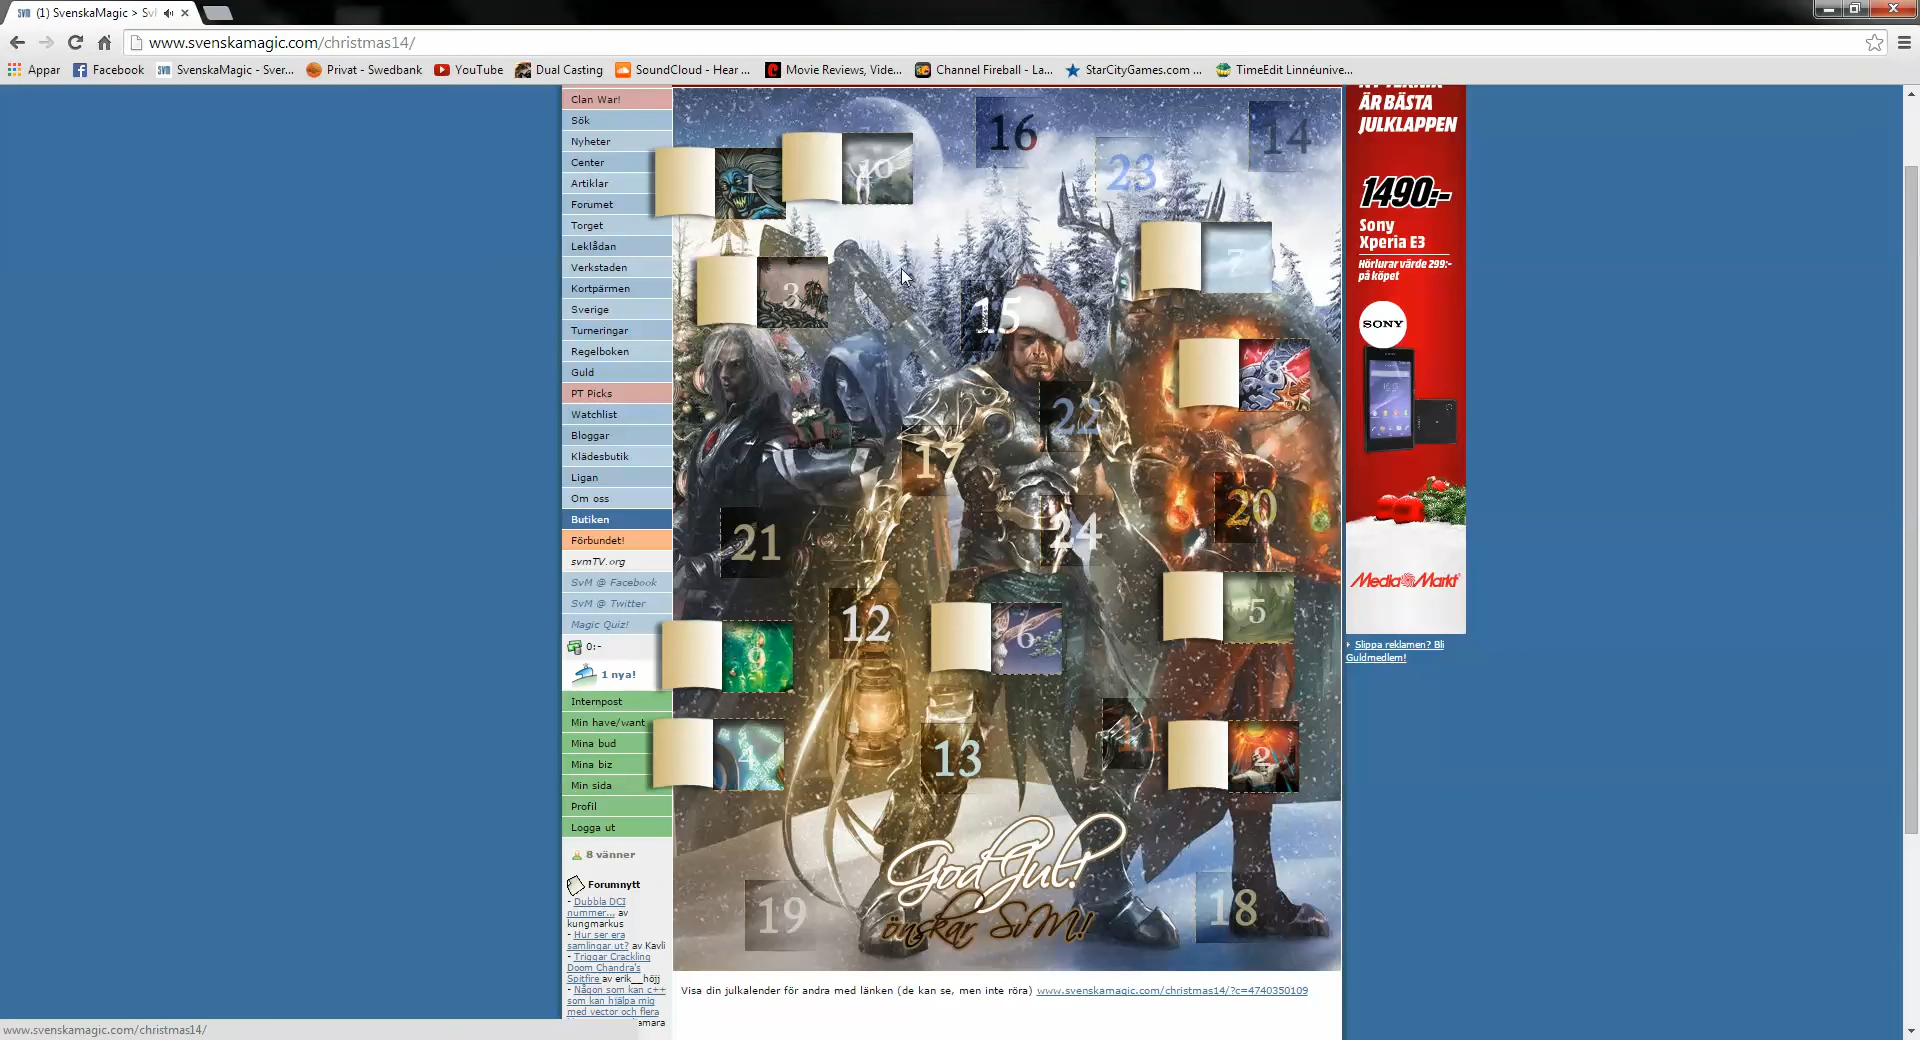 (1) SvenskaMagic > Sv
www.svenskamagic.com/christmas14/
Appar
Facebook
SvenskaMagic - Sver...
Privat - Swedbank
YouTube
Dual Casting
SoundCloud - Hear ...
Movie Reviews, Vide...
Channel Fireball - La...
StarCityGames.com ...
TimeEdit Linnéunive...
Clan War!
Sök
Nyheter
Center
Artiklar
Forumet
Torget
Leklådan
Verkstaden
Kortpärmen
Sverige
Turneringar
Regelboken
Guld
PT Picks
Watchlist
Bloggar
Klädesbutik
Ligan
Om oss
Butiken
Förbundet!
svmTV.org
SvM @ Facebook
SvM @ Twitter
Magic Quiz!
0:-
1 nya!
Internpost
Min have/want
Mina bud
Mina biz
Min sida
Profil
Logga ut
8 vänner
Forumnytt
- Dubbla DCI
nummer... av
kungmarkus
- Hur ser era
samlingar ut? av Kavli
- Triggar Crackling
Doom Chandra's
Spitfire av erik__höjj
- Någon som kan c++
som kan hjälpa mig
med vector och flera
amara
16
14
23
10
1
7
3
15
8
22
17
20
24
21
5
12
6
9
11
13
4
2
19
18
God Jul!
önskar SvM!
Visa din julkalender för andra med länken (de kan se, men inte röra) www.svenskamagic.com/christmas14/?c=4740350109
ÄR BÄSTA
JULKLAPPEN
1490:-
Sony
Xperia E3
Hörlurar värde 299:-
på köpet
SONY
Media Markt
Slippa reklamen? Bli
Guldmedlem!
www.svenskamagic.com/christmas14/